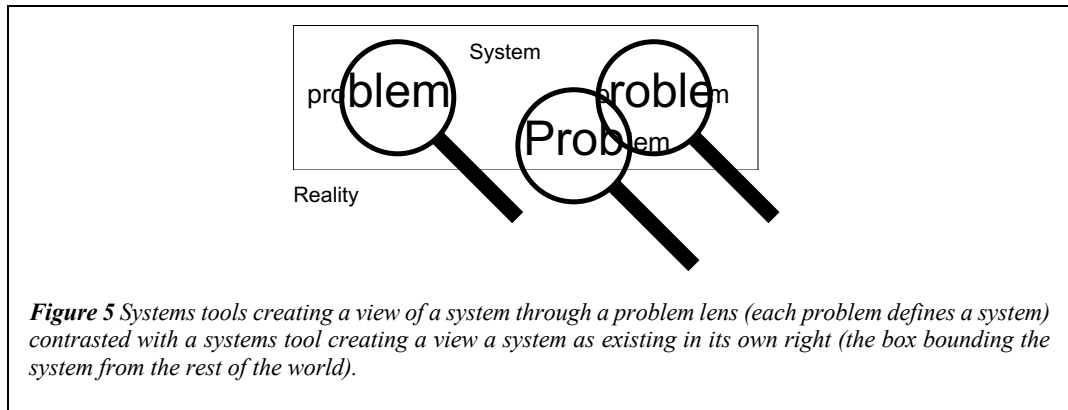 System
problem
problem
Problem
Reality
Figure 5 Systems tools creating a view of a system through a problem lens (each problem defines a system)
contrasted with a systems tool creating a view a system as existing in its own right (the box bounding the
system from the rest of the world).